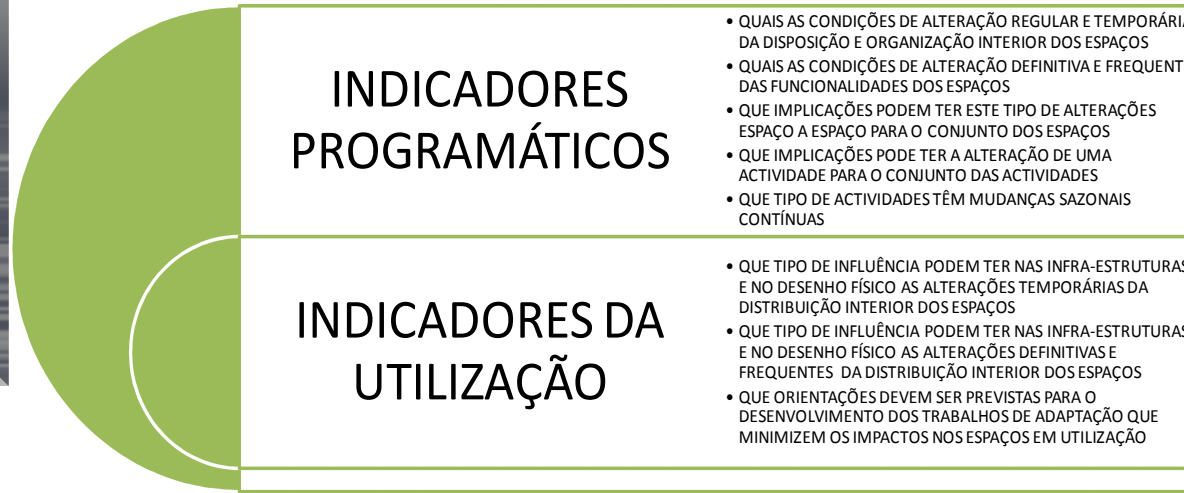 INDICADORES
PROGRAMÁTICOS
• QUAIS AS CONDIÇÕES DE ALTERAÇÃO REGULAR E
DA DISPOSIÇÃO E ORGANIZAÇÃO INTERIOR DOS ESPAÇOS
• QUAIS AS CONDIÇÕES DE ALTERAÇÃO DEFINITIVA E
DAS FUNCIONALIDADES DOS ESPAÇOS
• QUE IMPLICAÇÕES PODEM TER ESTE TIPO DE ALTERAÇÕES
ESPAÇO A ESPAÇO PARA O CONJUNTO DOS ESPAÇOS
• QUE IMPLICAÇÕES PODE TER A ALTERAÇÃO DE UMA
ACTIVIDADE PARA O CONJUNTO DAS ACTIVIDADES
• QUE TIPO DE ACTIVIDADES TÊM MUDANÇAS SAZONAIS
CONTÍNUAS
INDICADORES DA
UTILIZAÇÃO
• QUE TIPO DE INFLUÊNCIA PODEM TER NAS INFRA-ESTRUTURAS
E NO DESENHO FÍSICO AS ALTERAÇÕES TEMPORÁRIAS DA
DISTRIBUIÇÃO INTERIOR DOS ESPAÇOS
• QUE TIPO DE INFLUÊNCIA PODEM TER NAS INFRA-ESTRUTURAS
E NO DESENHO FÍSICO AS ALTERAÇÕES DEFINITIVAS E
FREQUENTES DA DISTRIBUIÇÃO INTERIOR DOS ESPAÇOS
• QUE ORIENTAÇÕES DEVEM SER PREVISTAS PARA O
DESENVOLVIMENTO DOS TRABALHOS DE ADAPTAÇÃO QUE
MINIMIZEM OS IMPACTOS NOS ESPAÇOS EM UTILIZAÇÃO